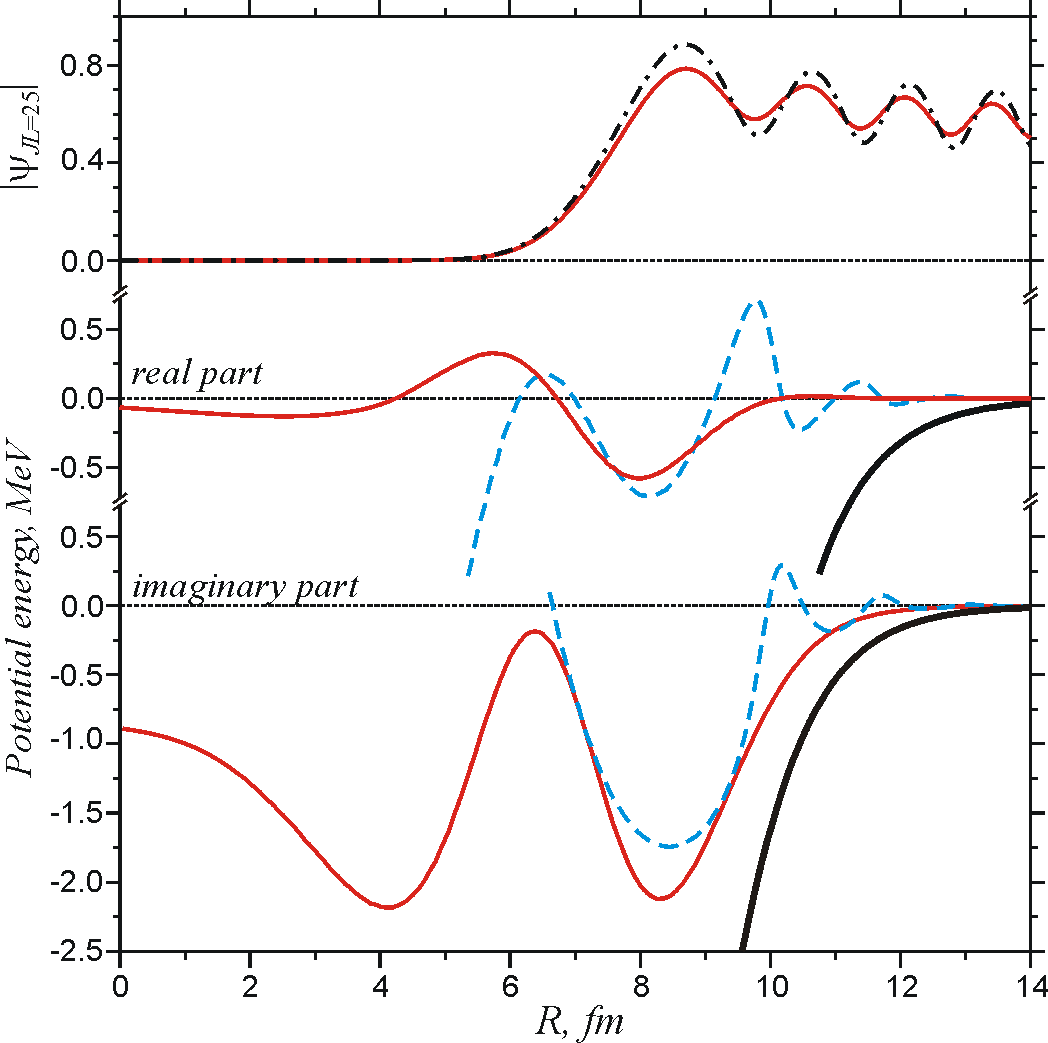 |ψJL=25|
0.8
0.4
0.0
Potential energy, MeV
0.5
real part
0.0
-0.5
0.5
imaginary part
0.0
-0.5
-1.0
-1.5
-2.0
-2.5
0 2 4 6 8 10 12 14
R, fm